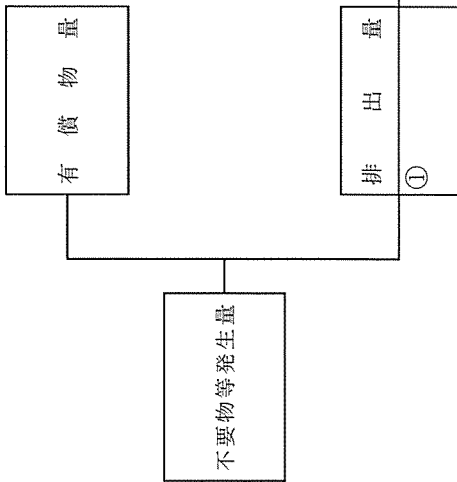 有償物量
排出量
①
不要物等発生量